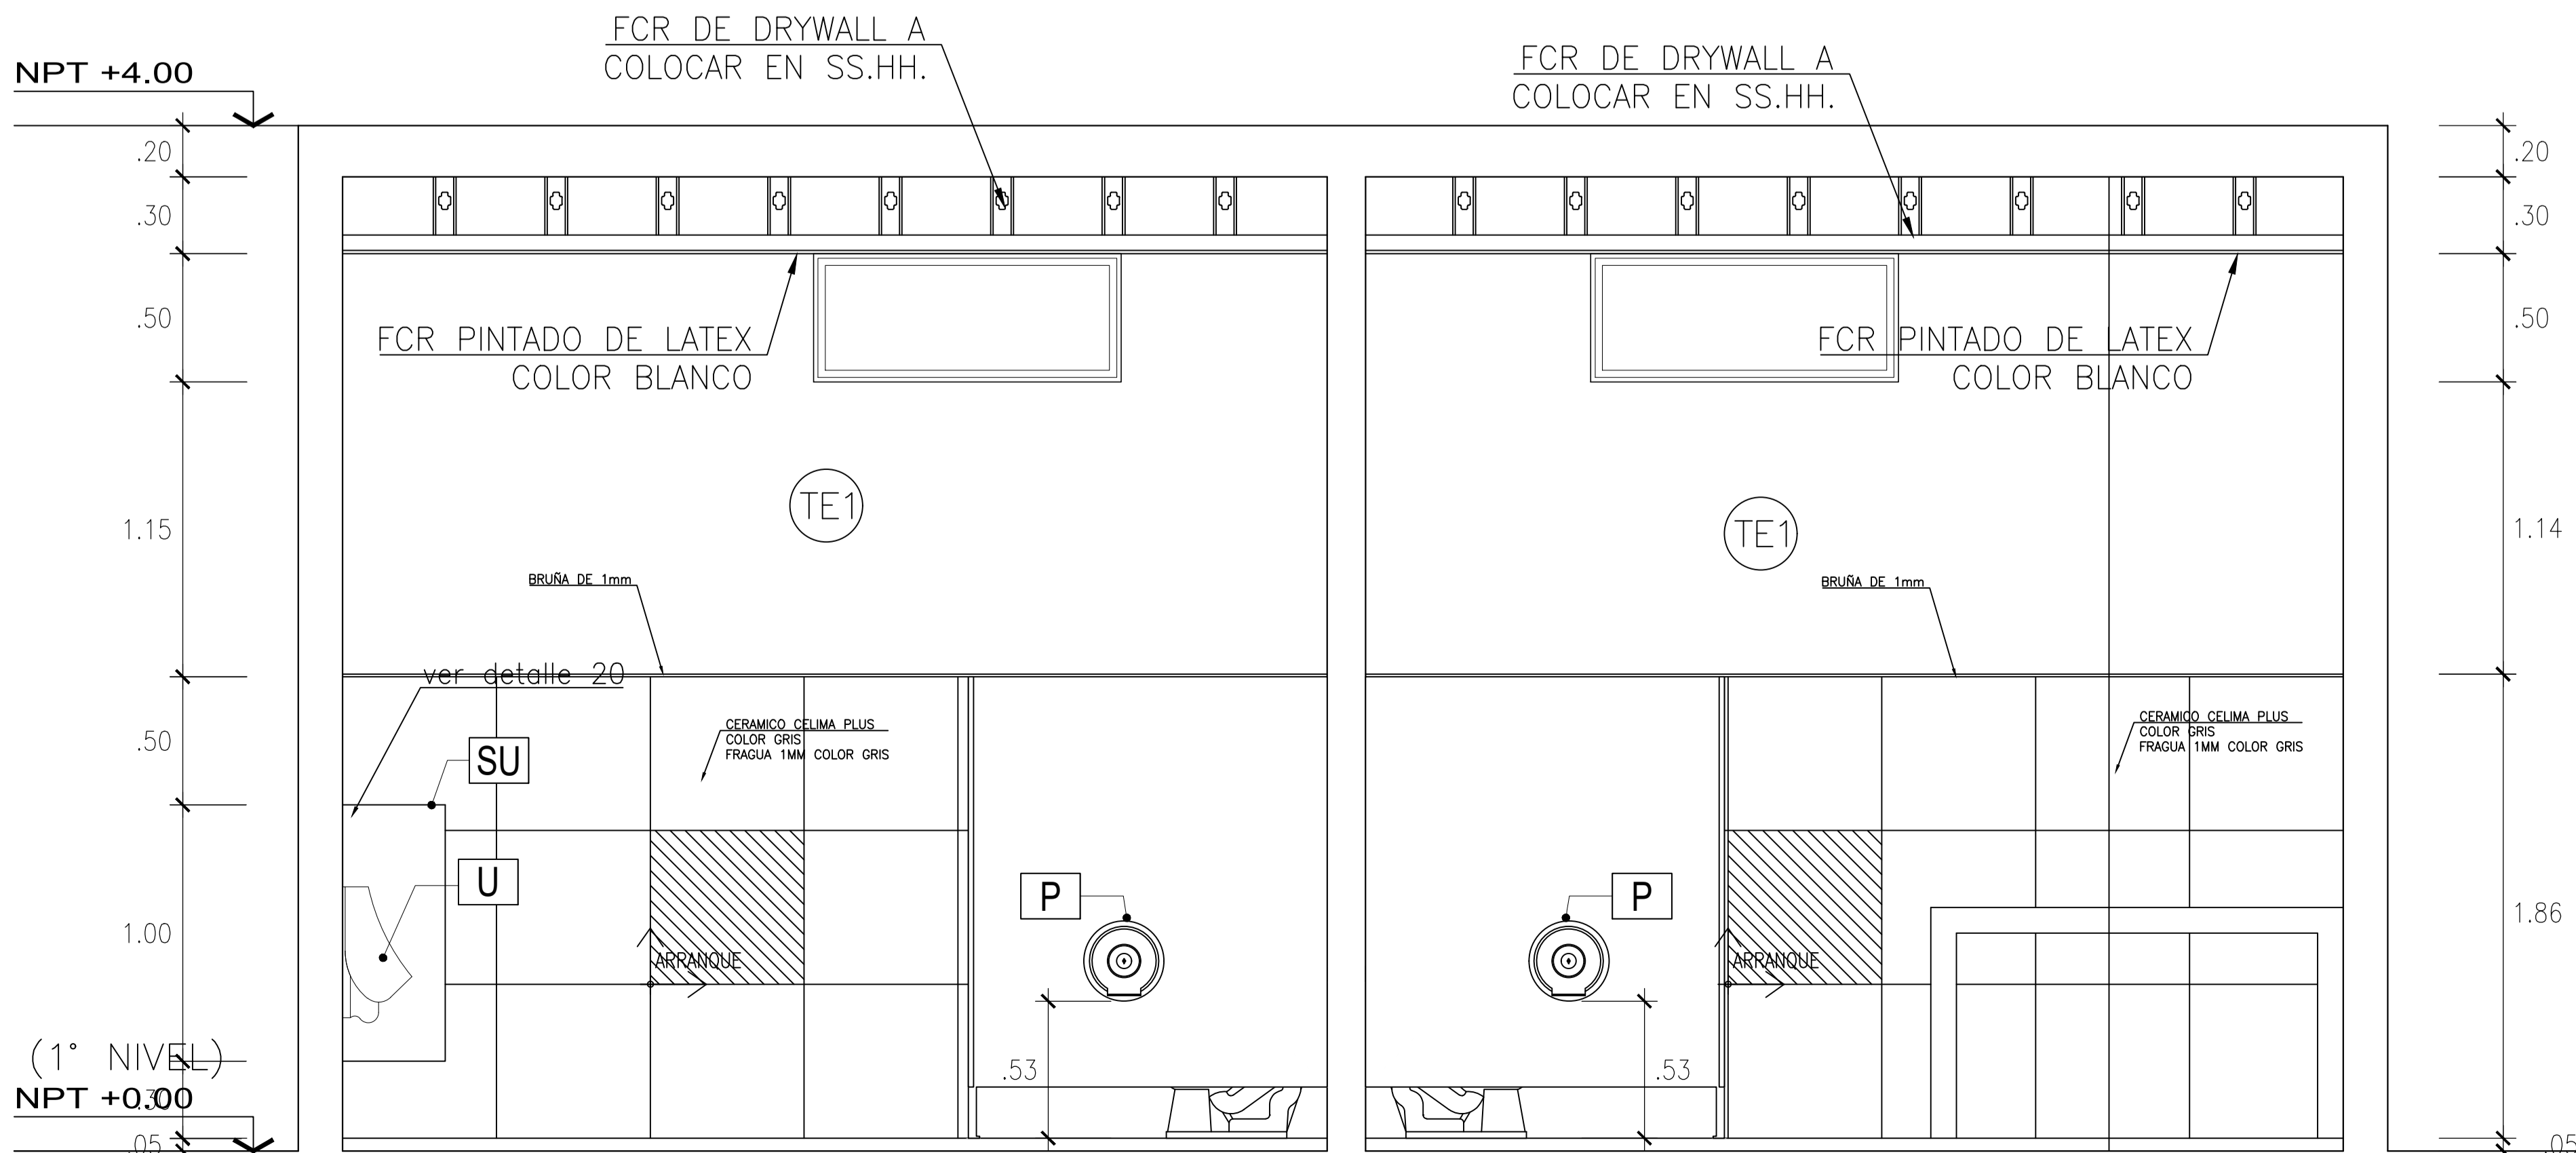 FCR DE DRYWALL A
COLOCAR EN SS.HH.
FCR DE DRYWALL A
COLOCAR EN SS.HH.
NPT +4.00
.20
.20
.30
.30
.50
.50
FCR PINTADO DE LATEX
COLOR BLANCO
FCR PINTADO DE LATEX
COLOR BLANCO
TE1
TE1
1.15
1.14
BRUÑA DE 1mm
BRUÑA DE 1mm
ver detalle 20
CERAMICO CELIMA PLUS
COLOR GRIS
FRAGUA 1MM COLOR GRIS
CERAMICO CELIMA PLUS
COLOR GRIS
FRAGUA 1MM COLOR GRIS
.50
SU
U
P
P
1.00
1.86
ARRANQUE
ARRANQUE
(1° NIVEL)
.53
.53
NPT +0.00
.30
.05
.05